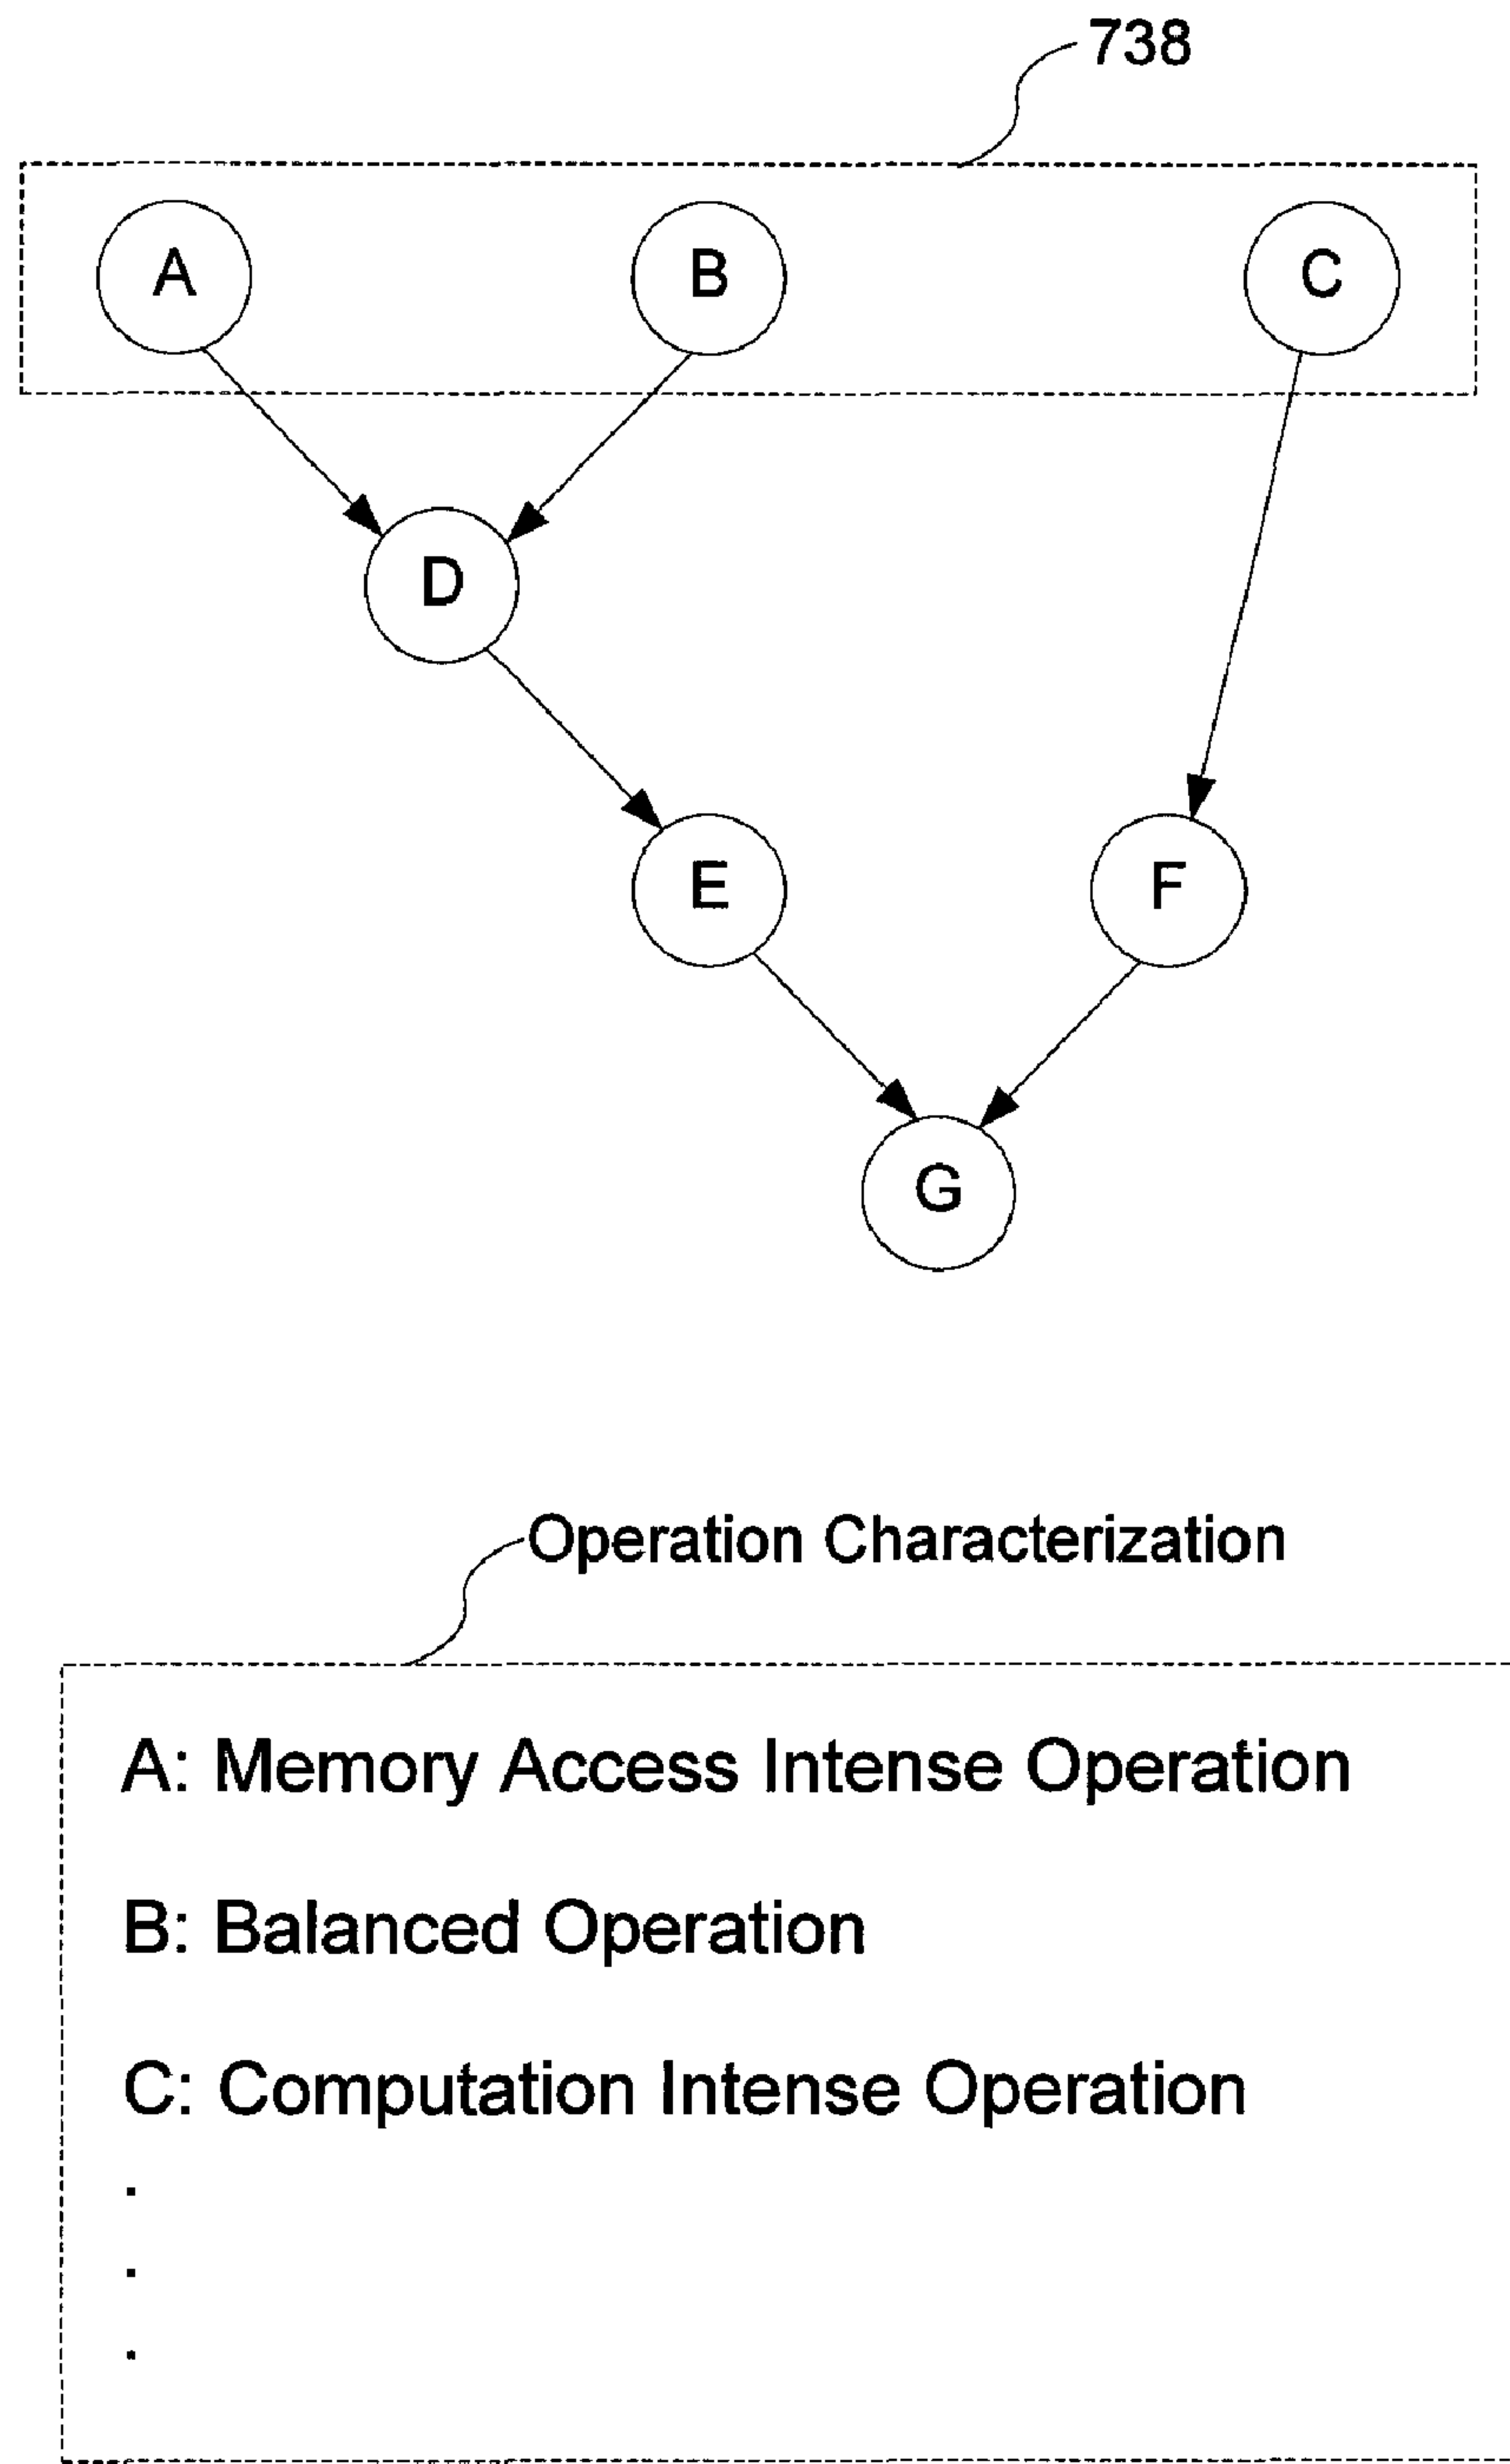 738
A
B
C
D
E
F
G
Operation Characterization
A: Memory Access Intense Operation
B: Balanced Operation
C: Computation Intense Operation
.
.
.